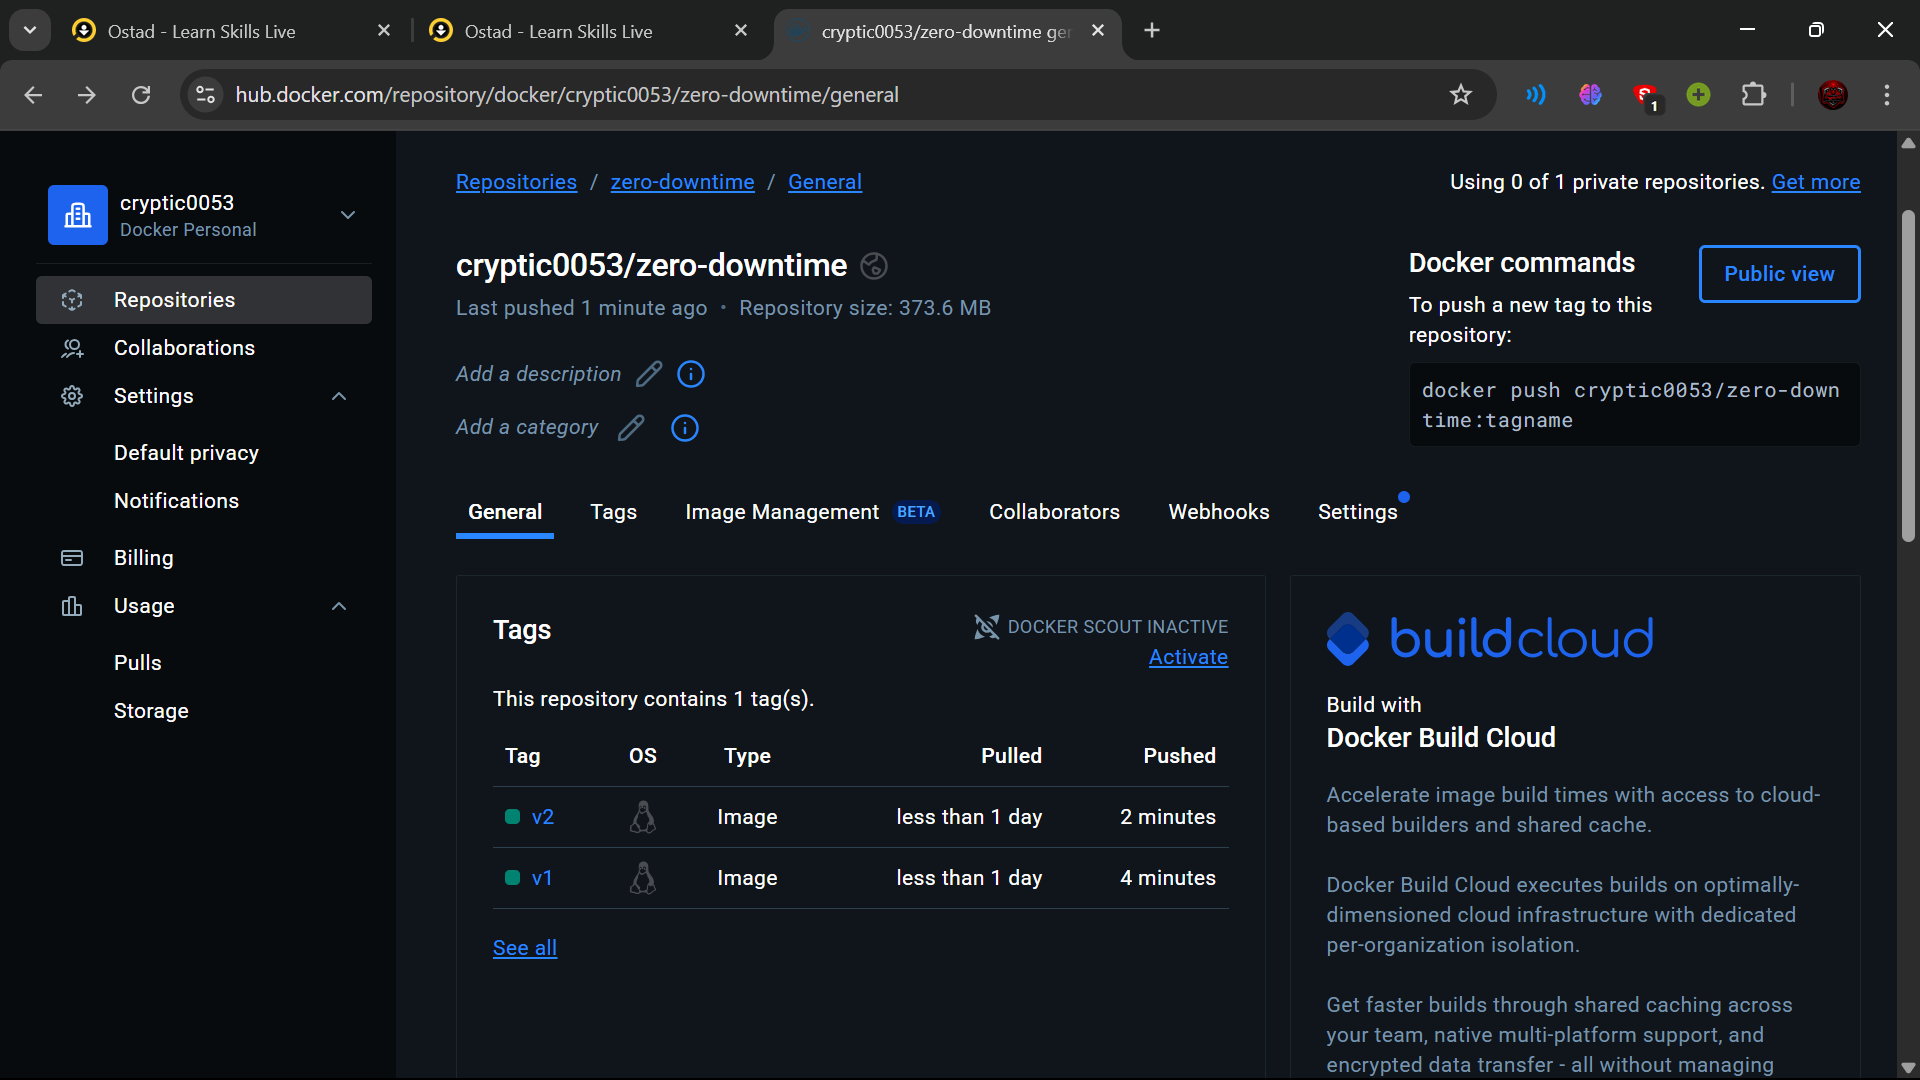 Ostad - Learn Skills Live
Ostad - Learn Skills Live
cryptic0053/zero-downtime ger
hub.docker.com/repository/docker/cryptic0053/zero-downtime/general
1
cryptic0053
Docker Personal
Repositories
Collaborations
Settings
Default privacy
Notifications
Billing
Usage
Pulls
Storage
Repositories / zero-downtime / General
Using 0 of 1 private repositories. Get more
cryptic0053/zero-downtime
Last pushed 1 minute ago • Repository size: 373.6 MB
Add a description
Add a category
Docker commands
Public view
To push a new tag to this
repository:
docker push cryptic0053/zero-down
time:tagname
General Tags Image Management BETA Collaborators Webhooks Settings
Tags
DOCKER SCOUT INACTIVE
Activate
This repository contains 1 tag(s).
Tag OS Type Pulled Pushed
v2 Image less than 1 day 2 minutes
v1 Image less than 1 day 4 minutes
See all
buildcloud
Build with
Docker Build Cloud
Accelerate image build times with access to cloud-
based builders and shared cache.
Docker Build Cloud executes builds on optimally-
dimensioned cloud infrastructure with dedicated
per-organization isolation.
Get faster builds through shared caching across
your team, native multi-platform support, and
encrypted data transfer - all without managing